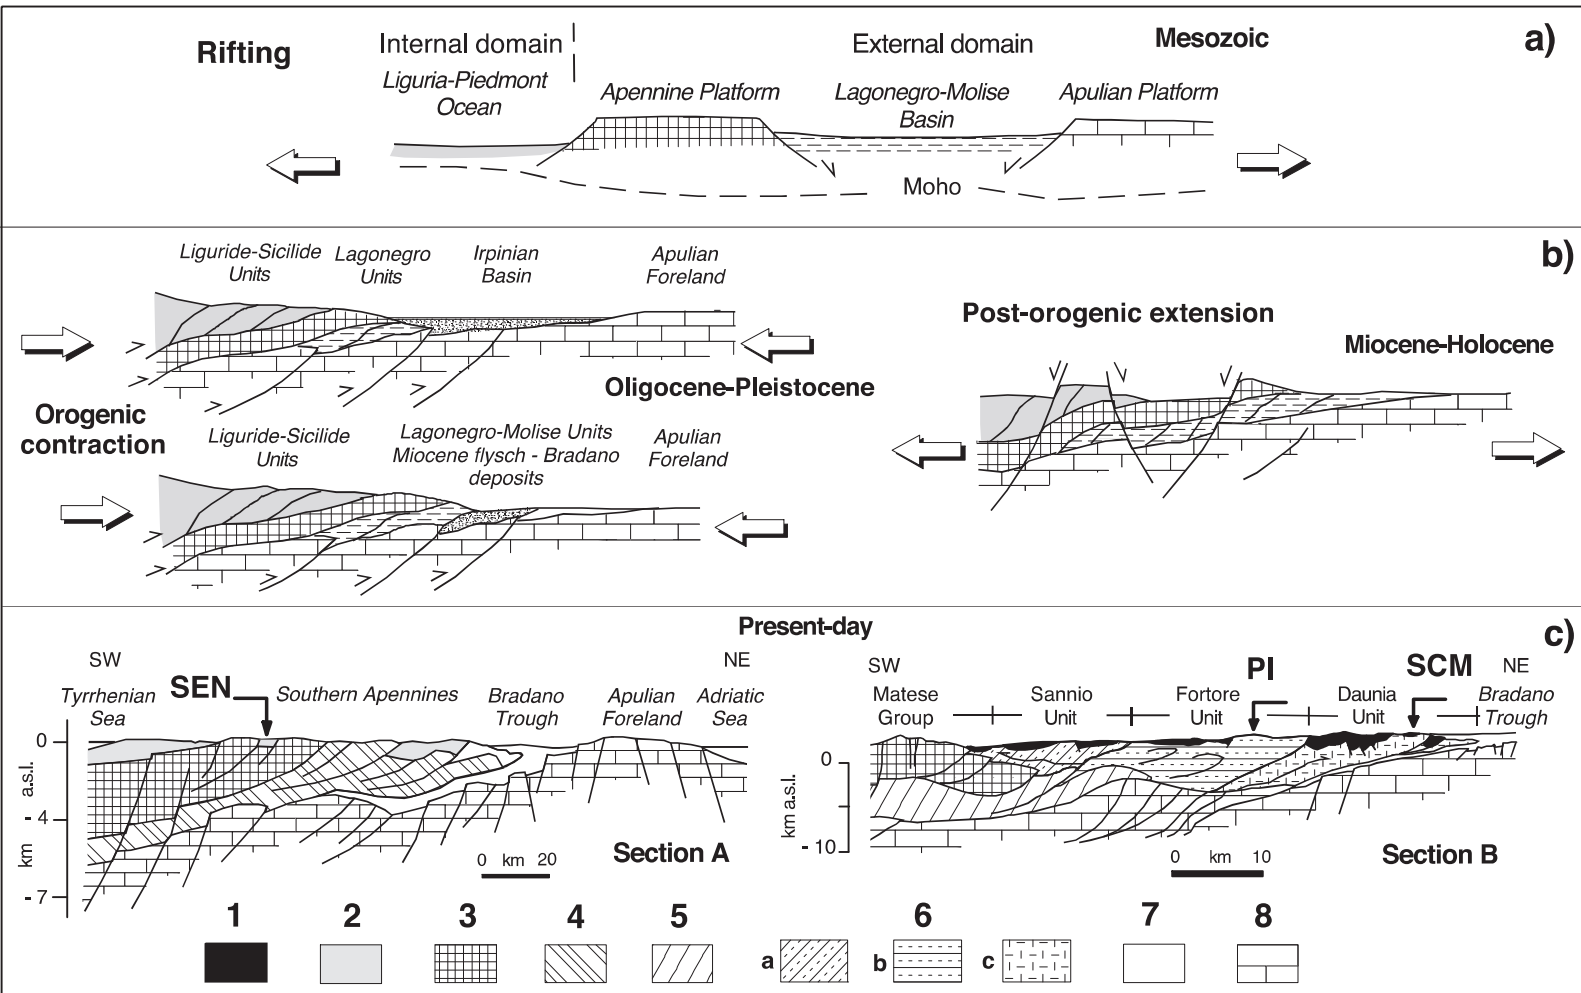 Rifting
Internal domain
External domain
Mesozoic
a)
Liguria-Piedmont
Ocean
Apennine Platform
Lagonegro-Molise
Basin
Apulian Platform
Moho
b)
Liguride-Sicilide
Units
Lagonegro
Units
Irpinian
Basin
Apulian
Foreland
Orogenic
contraction
Oligocene-Pleistocene
Liguride-Sicilide
Units
Lagonegro-Molise Units
Miocene flysch - Bradano
deposits
Apulian
Foreland
Post-orogenic extension
Miocene-Holocene
Present-day
c)
SW
NE
SEN
Tyrrhenian
Sea
Southern Apennines
Bradano
Trough
Apulian
Foreland
Adriatic
Sea
0
- 4
- 7
km a.s.l.
0 km 20
Section A
SW
PI
SCM
NE
Matese
Group
Sannio
Unit
Fortore
Unit
Daunia
Unit
Bradano
Trough
0
- 10
km a.s.l.
0 km 10
Section B
1 2 3 4 5 6 7 8
a b c